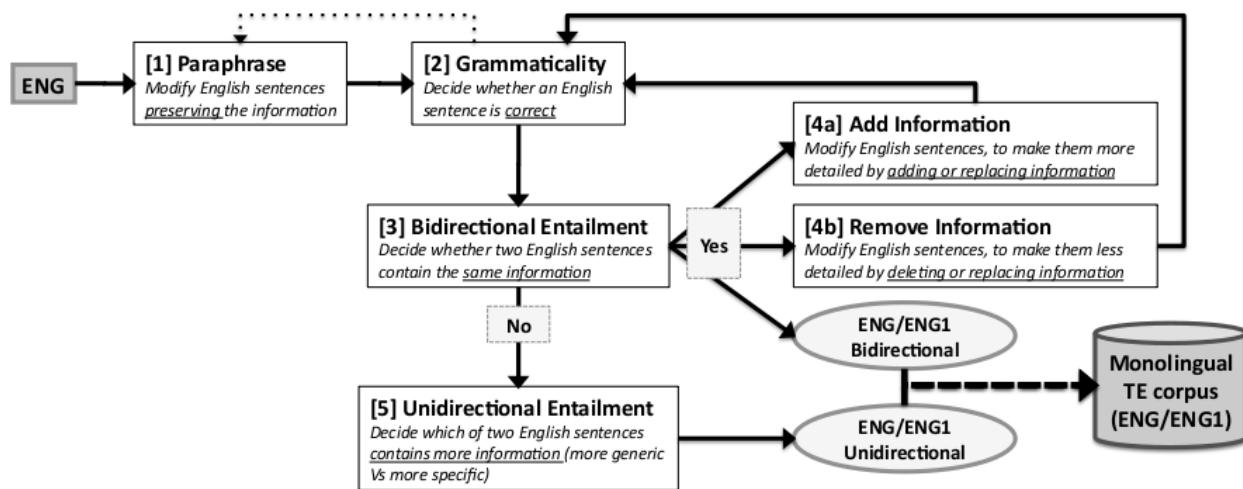 ENG
[1] Paraphrase
Modify English sentences
preserving the information
[2] Grammaticality
Decide whether an English
sentence is correct
[4a] Add Information
Modify English sentences, to make them more
detailed by adding or replacing information
[3] Bidirectional Entailment
Decide whether two English sentences
contain the same information
Yes
[4b] Remove Information
Modify English sentences, to make them less
detailed by deleting or replacing information
No
ENG/ENG1
Bidirectional
Monolingual
TE corpus
(ENG/ENG1)
[5] Unidirectional Entailment
Decide which of two English sentences
contains more information (more generic
Vs more specific)
ENG/ENG1
Unidirectional